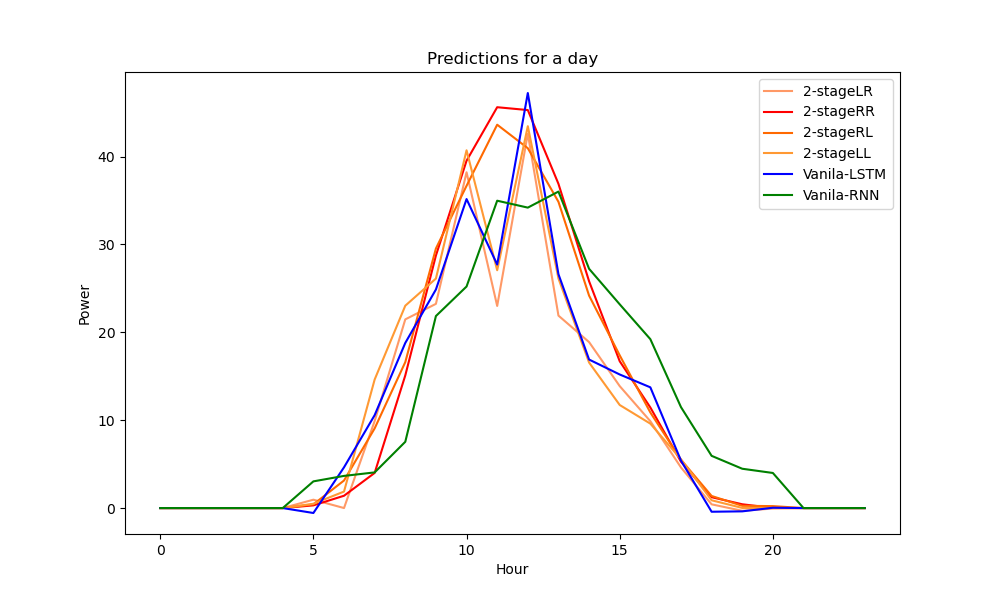 Predictions for a day
2-stageLR
2-stageRR
2-stageRL
2-stageLL
Vanila-LSTM
Vanila-RNN
Power
40
30
20
10
0
0 5 10 15 20
Hour